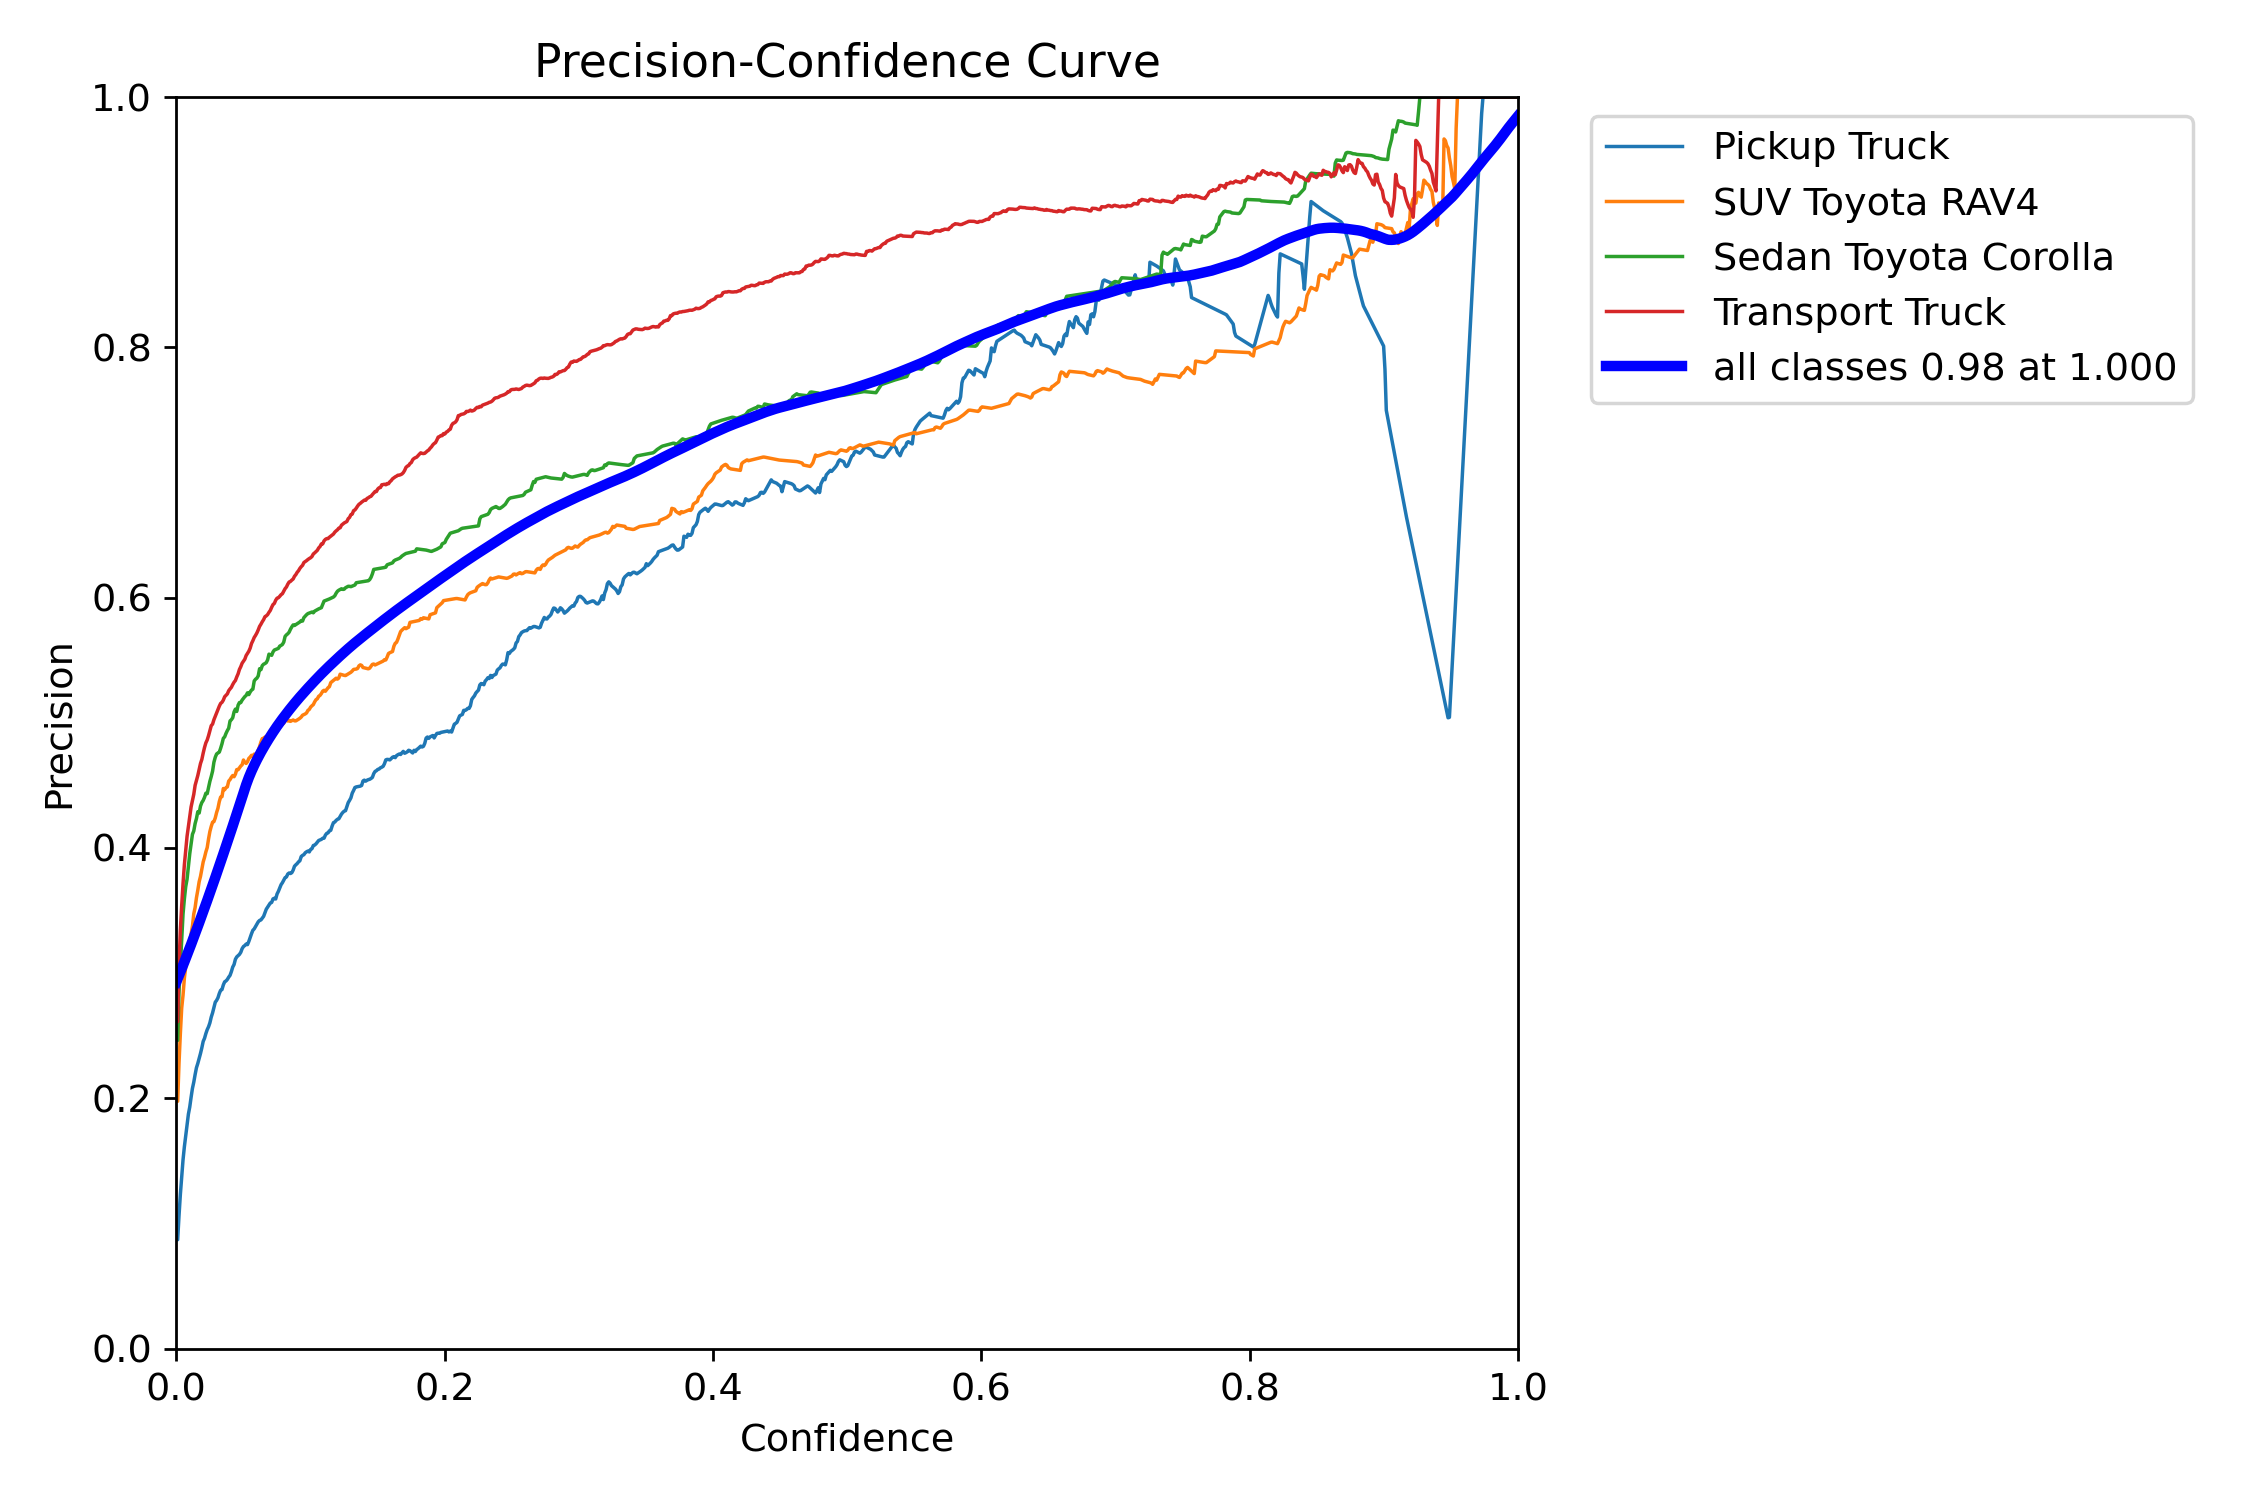 Precision-Confidence Curve
1.0
0.8
0.6
0.4
0.2
0.0
Precision
0.0 0.2 0.4 0.6 0.8 1.0
Confidence
Pickup Truck
SUV Toyota RAV4
Sedan Toyota Corolla
Transport Truck
all classes 0.98 at 1.000